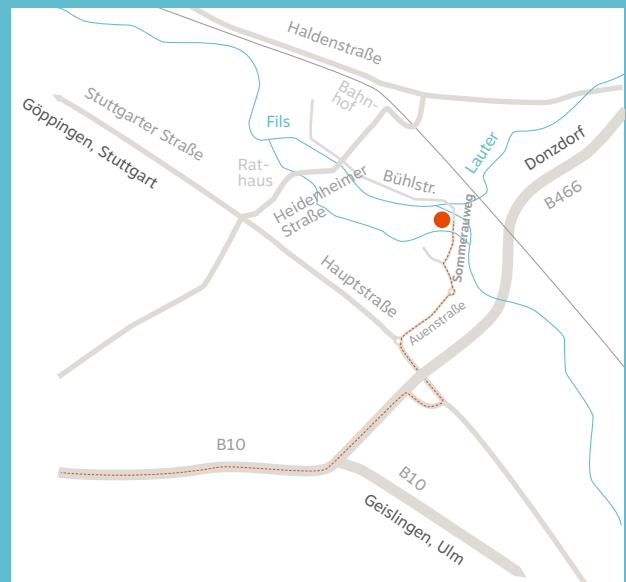 Haldenstraße
Bahn-
hof
Stuttgarter Straße
Göppingen, Stuttgart
Fils
Lauter
Donzdorf
B466
Rat-
haus
Heidenheimer
Straße
Bühlstr.
Sommerauweg
Hauptstraße
Auenstraße
B10
B10
Geislingen, Ulm